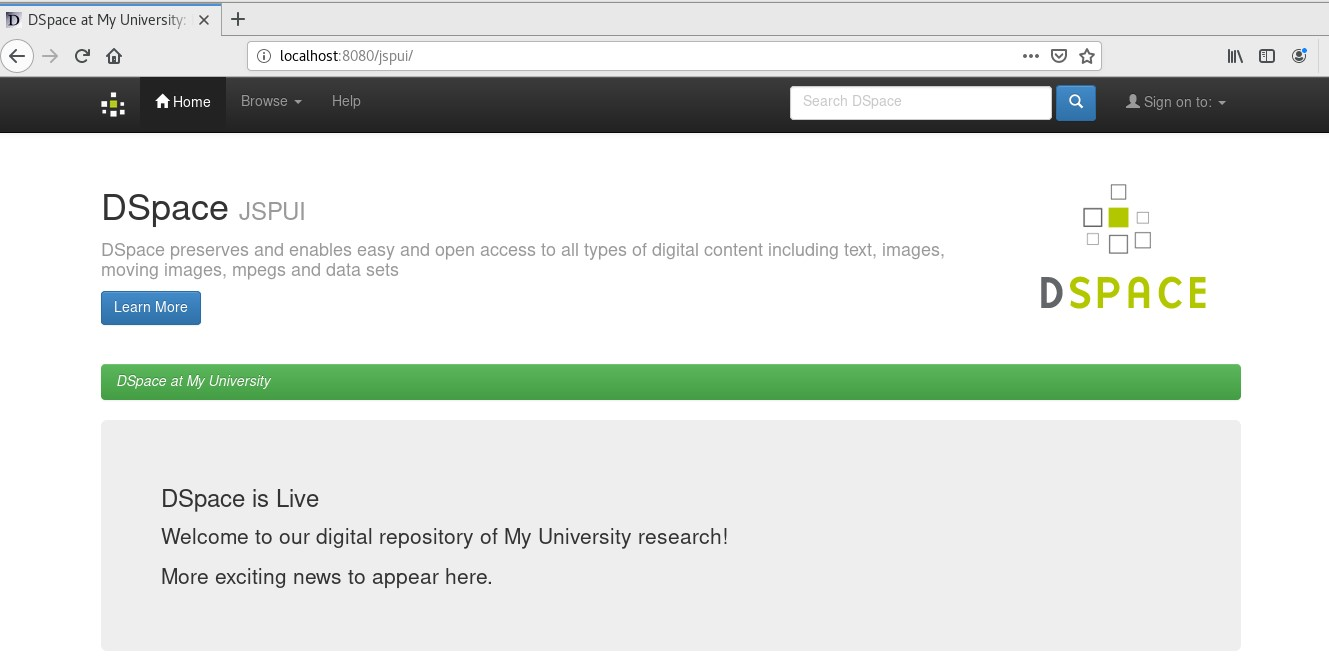 DSpace at My University:
localhost:8080/jspui/
Home Browse Help Search DSpace Sign on to:
DSpace JSPUI
DSpace preserves and enables easy and open access to all types of digital content including text, images,
moving images, mpegs and data sets
Learn More
DSPACE
DSpace at My University
DSpace is Live
Welcome to our digital repository of My University research!
More exciting news to appear here.